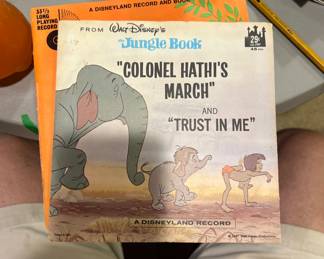 33⅓
LONG
PLAYING
RECORD
A DISNEYLAND RECORD AND BOOK
FROM Walt Disney's
Jungle Book
29¢
45 RPM
"COLONEL HATHI'S
MARCH"
AND
"TRUST IN ME"
A DISNEYLAND RECORD